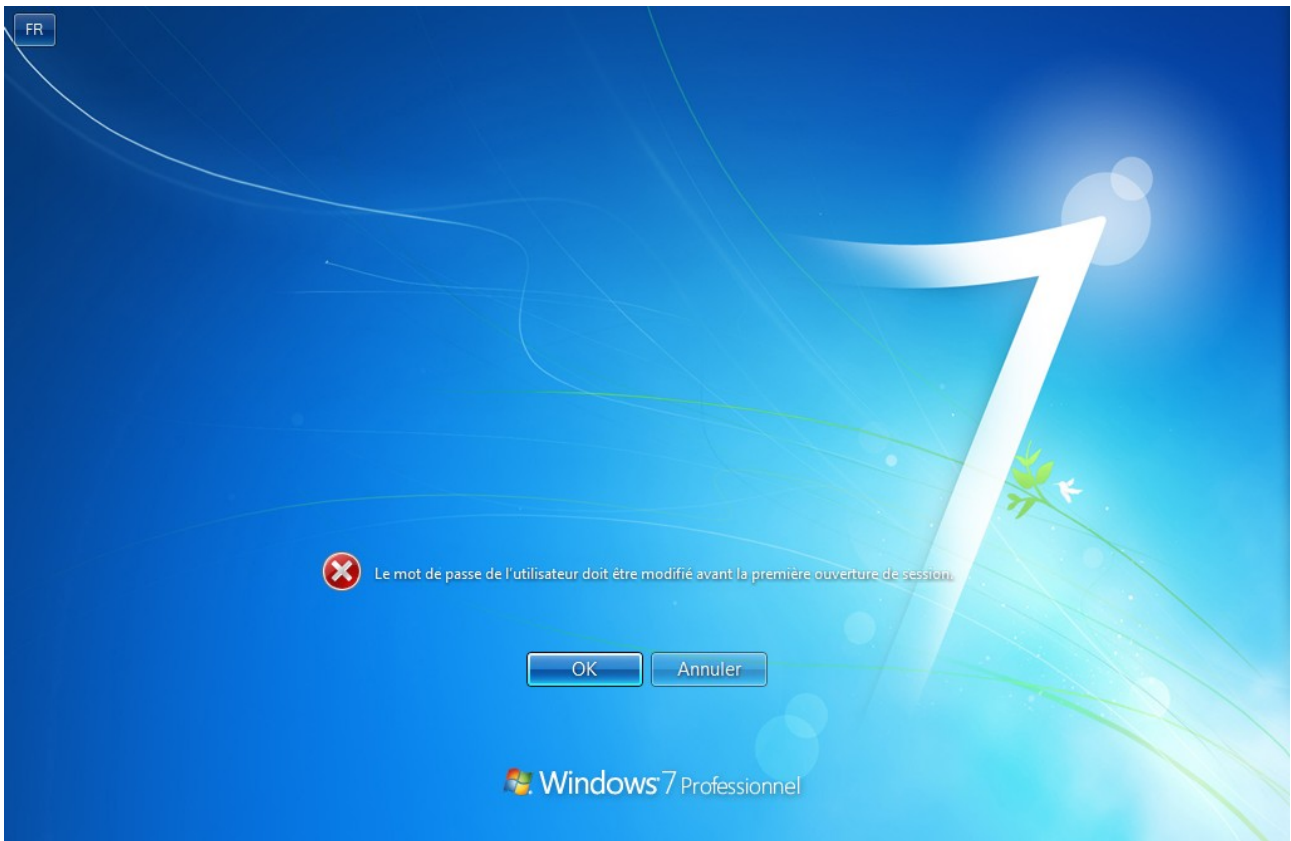 FR
Le mot de passe de l'utilisateur doit être modifié avant la première ouverture de session.
OK Annuler
Windows 7 Professionnel